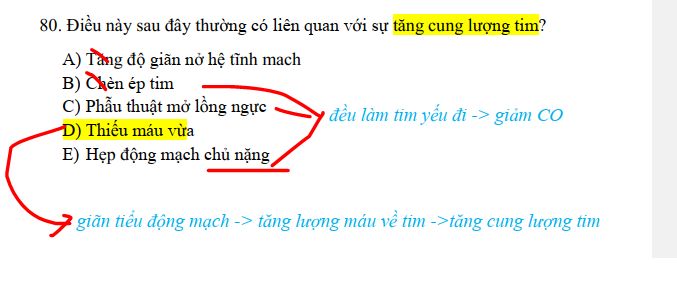 80. Điều này sau đây thường có liên quan với sự tăng cung lượng tim?
A) Tăng độ giãn nở hệ tĩnh mach
B) Chèn ép tim
C) Phẫu thuật mở lồng ngực
đều làm tim yếu đi -> giảm CO
D) Thiếu máu vừa
E) Hẹp động mạch chủ nặng
giãn tiểu động mạch -> tăng lượng máu về tim ->tăng cung lượng tim